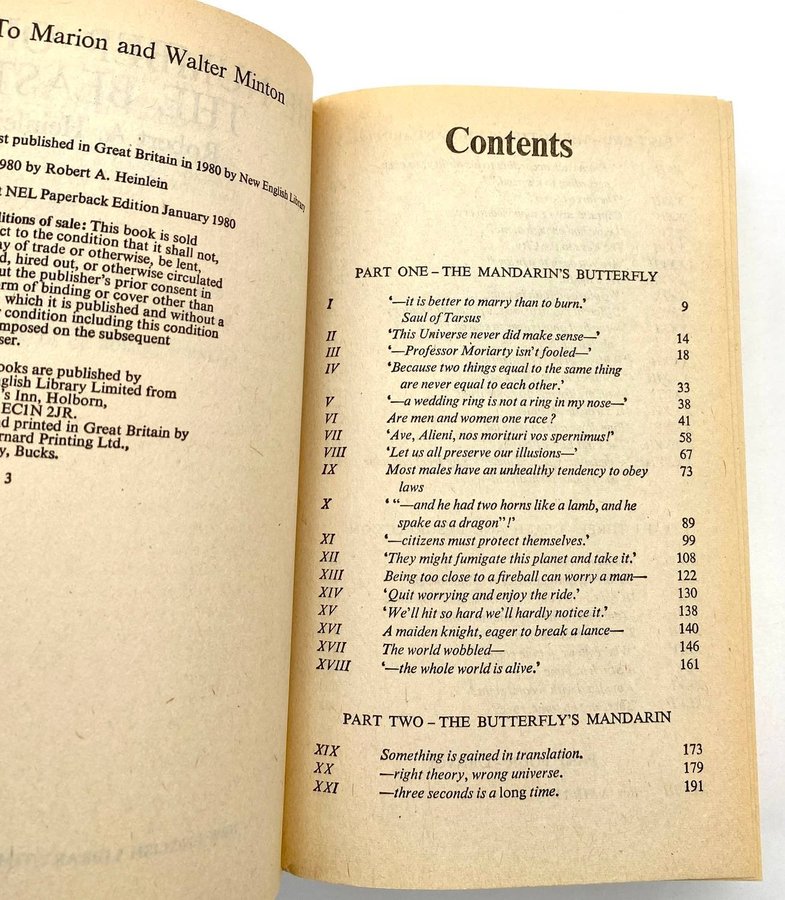 To Marion and Walter Minton
st published in Great Britain in 1980 by New English Library
1980 by Robert A. Heinlein
NEL Paperback Edition January 1980
ditions of sale: This book is sold
ct to the condition that it shall not,
ay of trade or otherwise, be lent,
d, hired out, or otherwise circulated
ut the publisher's prior consent in
orm of binding or cover other than
which it is published and without a
condition including this condition
mposed on the subsequent
ser.
ooks are published by
glish Library Limited from
's Inn, Holborn,
EC1N 2JR.
d printed in Great Britain by
rnard Printing Ltd.,
y, Bucks.
3
Contents
PART ONE – THE MANDARIN'S BUTTERFLY
I '—it is better to marry than to burn.' 9
Saul of Tarsus
II 'This Universe never did make sense—' 14
III '—Professor Moriarty isn't fooled—' 18
IV 'Because two things equal to the same thing
are never equal to each other.' 33
V '—a wedding ring is not a ring in my nose—' 38
VI Are men and women one race? 41
VII 'Ave, Alieni, nos morituri vos spernimus!' 58
VIII 'Let us all preserve our illusions—' 67
IX Most males have an unhealthy tendency to obey 73
laws
X ' "—and he had two horns like a lamb, and he
spake as a dragon"!' 89
XI '—citizens must protect themselves.' 99
XII 'They might fumigate this planet and take it.' 108
XIII Being too close to a fireball can worry a man— 122
XIV 'Quit worrying and enjoy the ride.' 130
XV 'We'll hit so hard we'll hardly notice it.' 138
XVI A maiden knight, eager to break a lance— 140
XVII The world wobbled— 146
XVIII '—the whole world is alive.' 161
PART TWO – THE BUTTERFLY'S MANDARIN
XIX Something is gained in translation. 173
XX —right theory, wrong universe. 179
XXI —three seconds is a long time. 191